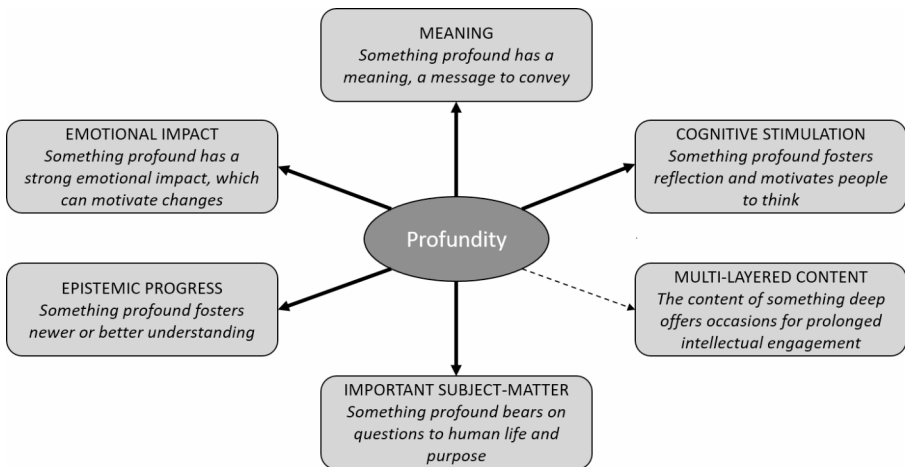 MEANING
Something profound has a
meaning, a message to convey
EMOTIONAL IMPACT
Something profound has a
strong emotional impact, which
can motivate changes
COGNITIVE STIMULATION
Something profound fosters
reflection and motivates people
to think
Profundity
EPISTEMIC PROGRESS
Something profound fosters
newer or better understanding
MULTI-LAYERED CONTENT
The content of something deep
offers occasions for prolonged
intellectual engagement
IMPORTANT SUBJECT-MATTER
Something profound bears on
questions to human life and
purpose